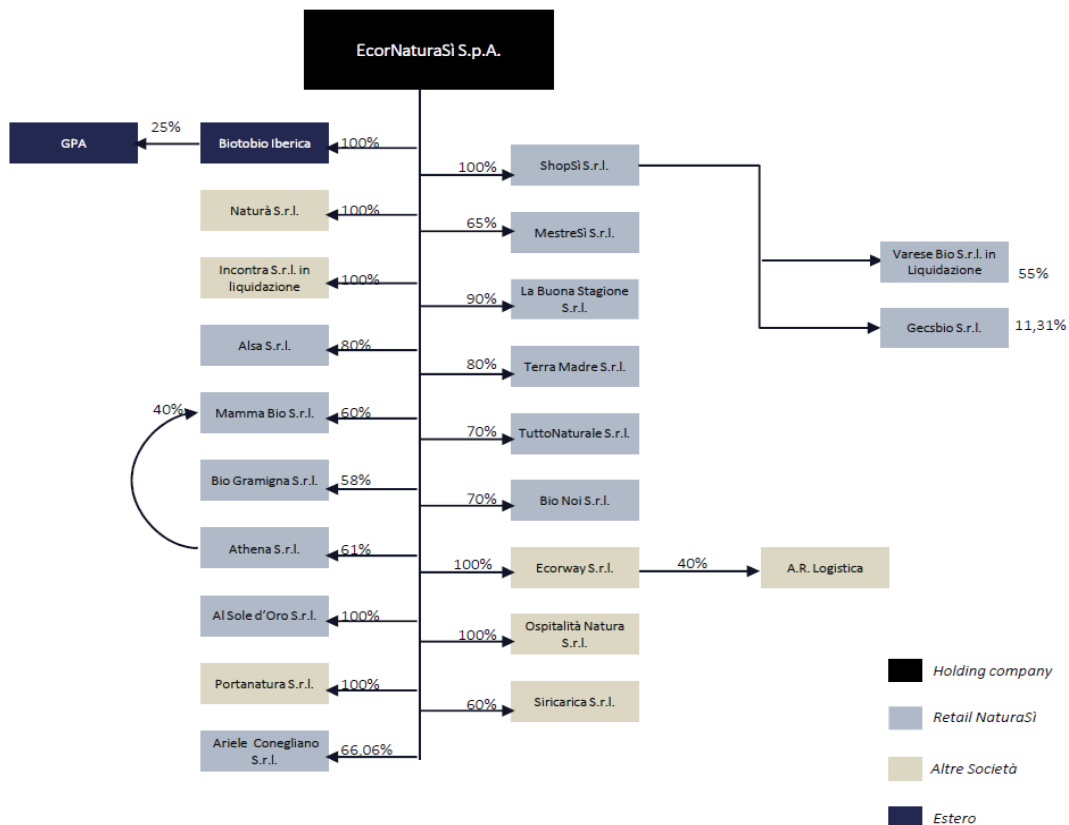 EcorNaturaSì S.p.A.
GPA
25%
Biotobio Iberica
100%
100%
ShopSì S.r.l.
Naturà S.r.l.
100%
65%
MestreSì S.r.l.
Varese Bio S.r.l. in
Liquidazione
55%
Incontra S.r.l. in
liquidazione
100%
90%
La Buona Stagione
S.r.l.
Gecsbio S.r.l.
11,31%
Alsa S.r.l.
80%
80%
Terra Madre S.r.l.
40%
Mamma Bio S.r.l.
60%
70%
TuttoNaturale S.r.l.
Bio Gramigna S.r.l.
58%
70%
Bio Noi S.r.l.
Athena S.r.l.
61%
100%
Ecorway S.r.l.
40%
A.R. Logistica
Al Sole d'Oro S.r.l.
100%
100%
Ospitalità Natura
S.r.l.
Portanatura S.r.l.
100%
60%
Siricarica S.r.l.
Ariele Conegliano
S.r.l.
66,06%
Holding company
Retail NaturaSì
Altre Società
Estero